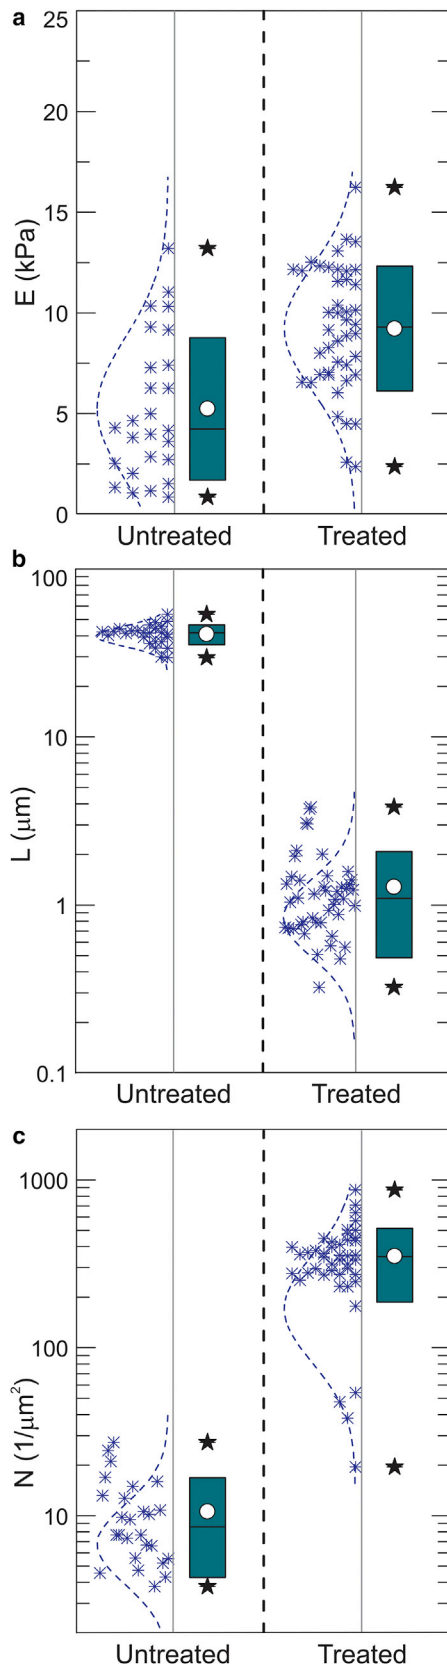 a
25
20
15
10
5
0
E (kPa)
Untreated Treated
b
100
10
1
0.1
L (μm)
Untreated Treated
c
1000
100
10
N (1/μm²)
Untreated Treated